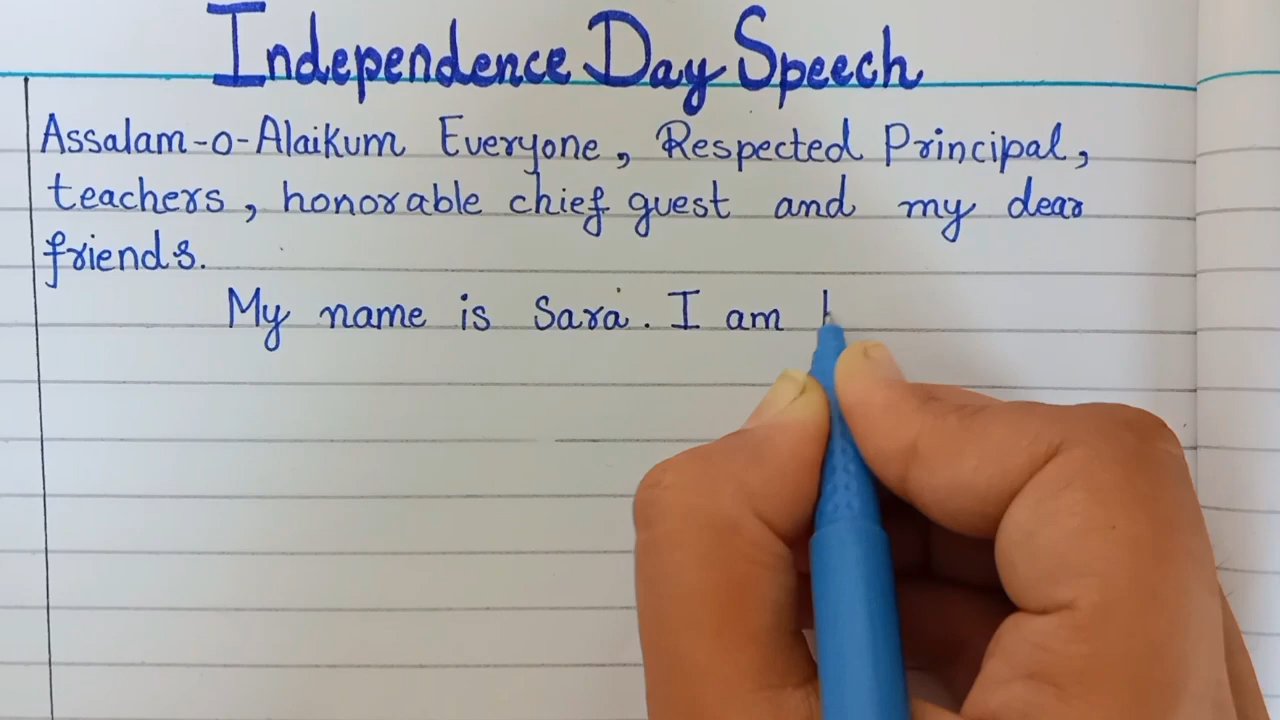 Independence Day Speech
Assalam-o-Alaikum Everyone, Respected Principal,
teachers, honorable chief guest and my dear
friends.
My name is Sara. I am